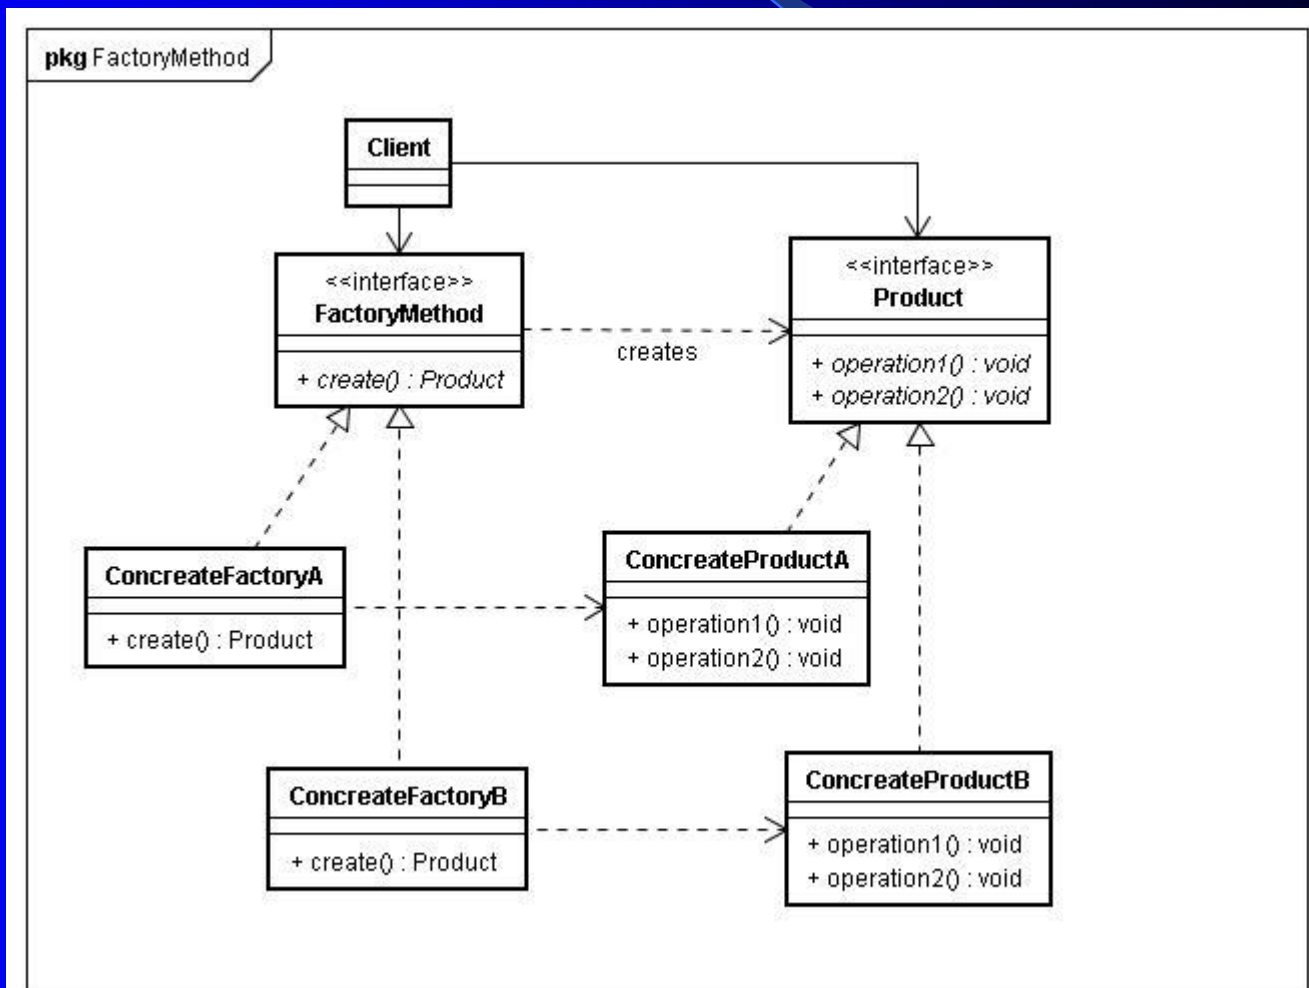 pkg FactoryMethod
Client
<<interface>>
FactoryMethod
+ create() : Product
creates
<<interface>>
Product
+ operation1() : void
+ operation2() : void
ConcreateFactoryA
+ create() : Product
ConcreateProductA
+ operation1() : void
+ operation2() : void
ConcreateFactoryB
+ create() : Product
ConcreateProductB
+ operation1() : void
+ operation2() : void